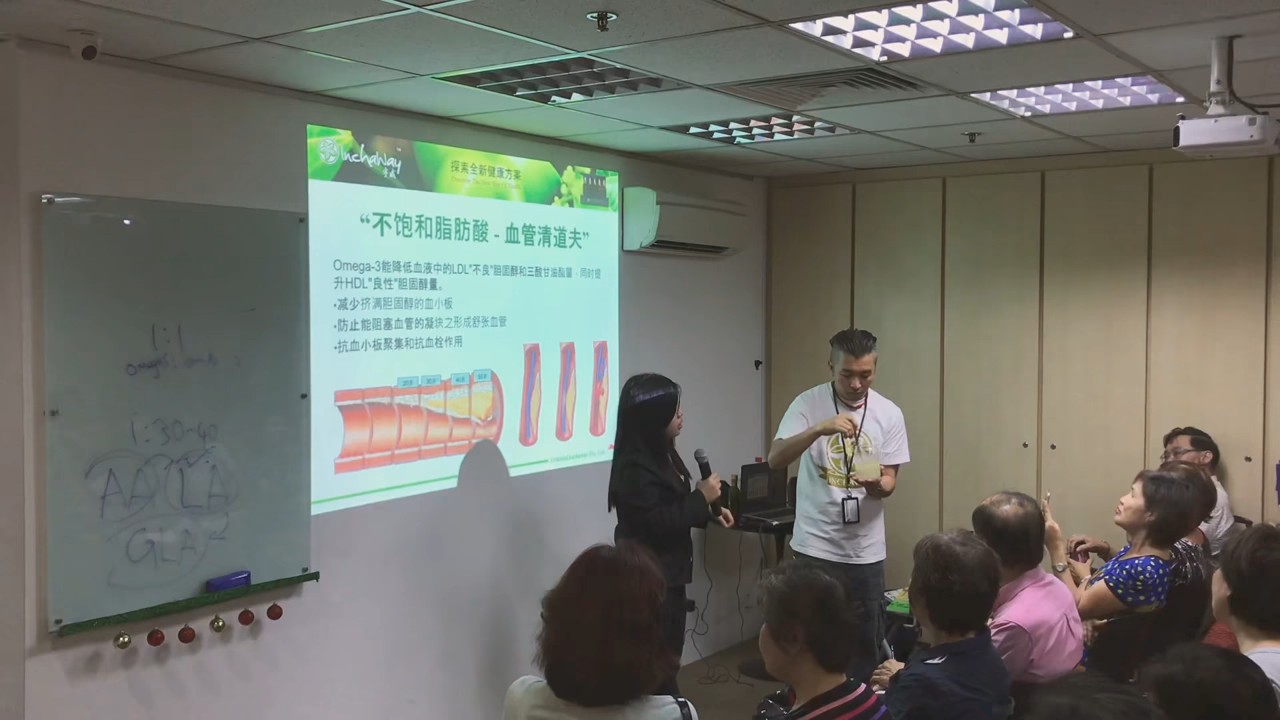 InchaWay
探索全新健康方案
“不饱和脂肪酸 - 血管清道夫”
Omega-3能降低血液中的LDL"不良"胆固醇和三酸甘油酯量，同时提
升HDL"良性"胆固醇量。
•减少挤满胆固醇的血小板
•防止能阻塞血管的凝块之形成舒张血管
•抗血小板聚集和抗血栓作用
1:1
1:30-40
AA LA
GLA